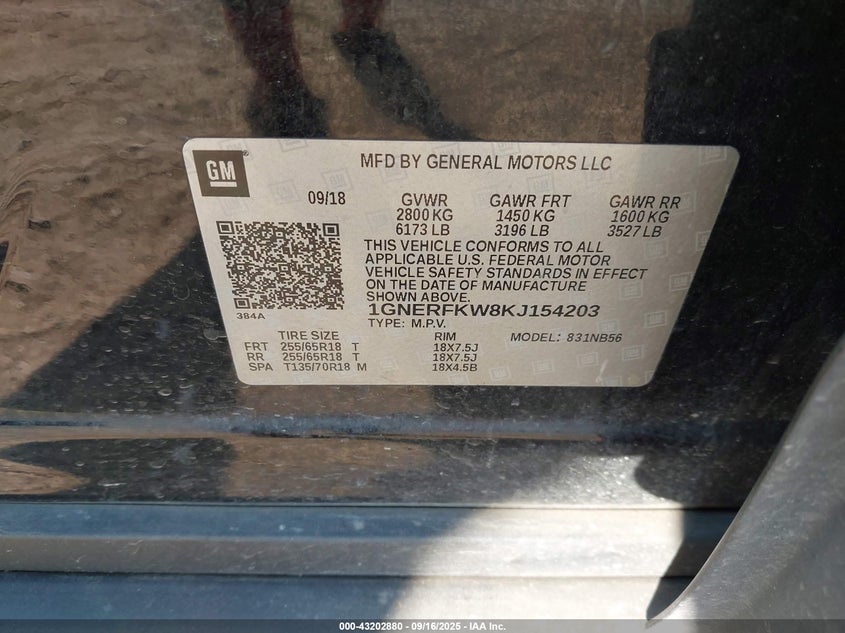 GM
MFD BY GENERAL MOTORS LLC
09/18 GVWR GAWR FRT GAWR RR
2800 KG 1450 KG 1600 KG
6173 LB 3196 LB 3527 LB
THIS VEHICLE CONFORMS TO ALL
APPLICABLE U.S. FEDERAL MOTOR
VEHICLE SAFETY STANDARDS IN EFFECT
ON THE DATE OF MANUFACTURE
SHOWN ABOVE.
384A
1GNERFKW8KJ154203
TYPE: M.P.V. MODEL: 831NB56
TIRE SIZE RIM
FRT 255/65R18 T 18X7.5J
RR 255/65R18 T 18X7.5J
SPA T135/70R18 M 18X4.5B
000-43202880 - 09/16/2025 - IAA Inc.